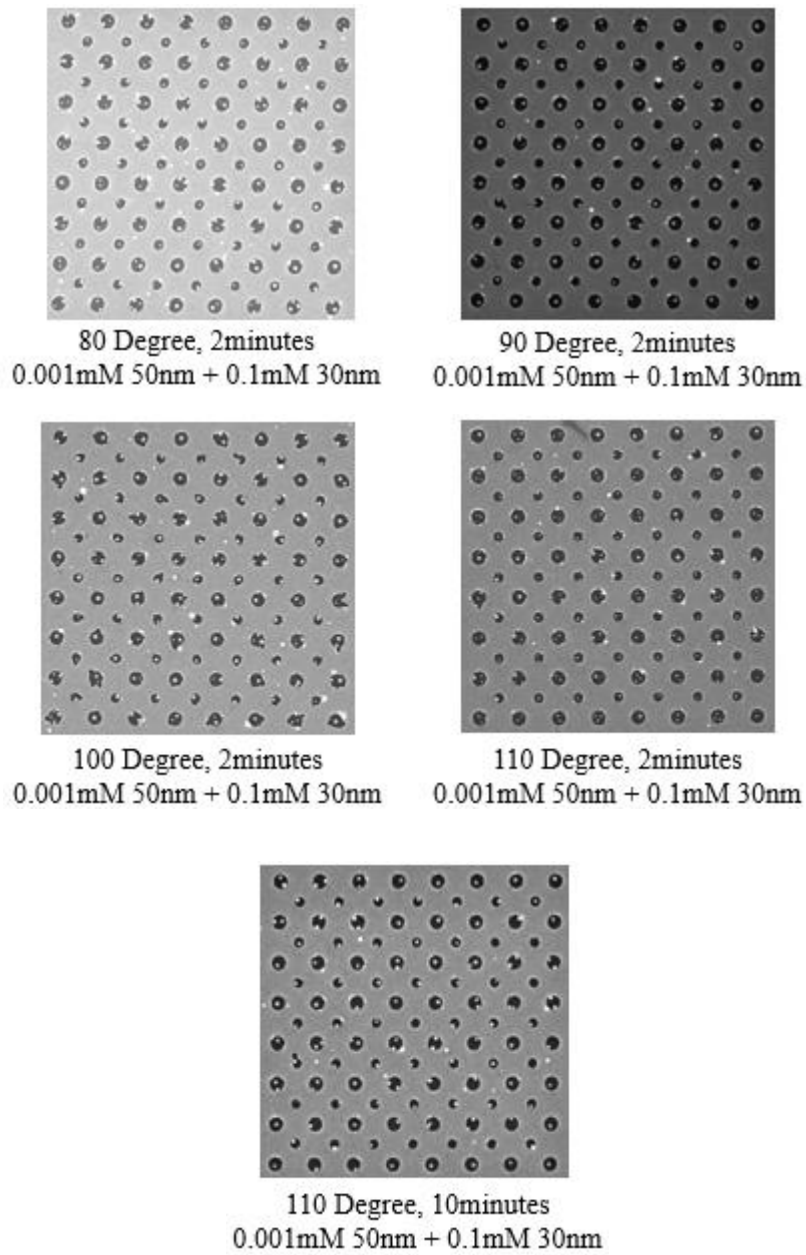 80 Degree, 2minutes
0.001mM 50nm + 0.1mM 30nm
90 Degree, 2minutes
0.001mM 50nm + 0.1mM 30nm
100 Degree, 2minutes
0.001mM 50nm + 0.1mM 30nm
110 Degree, 2minutes
0.001mM 50nm + 0.1mM 30nm
110 Degree, 10minutes
0.001mM 50nm + 0.1mM 30nm